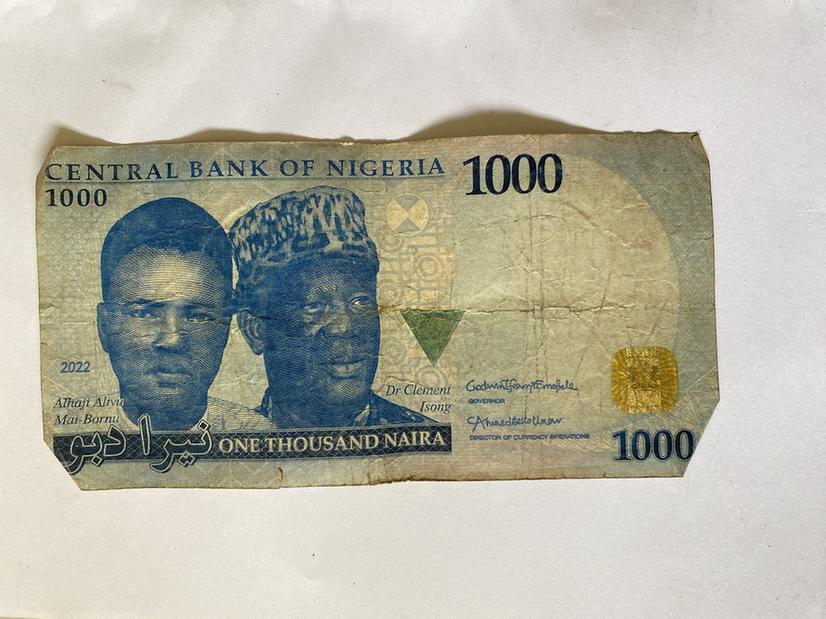 CENTRAL BANK OF NIGERIA
1000
1000
2022
Alhaji Aliyu
Mai-Bornu
Dr Clement
Isong
GOVERNOR
DIRECTOR OF CURRENCY OPERATIONS
نيرا دبو
ONE THOUSAND NAIRA
1000